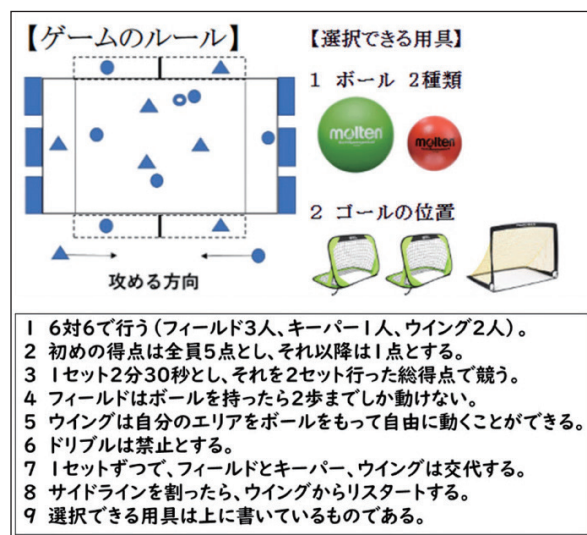 【ゲームのルール】
【選択できる用具】
1 ボール 2種類
molten
molten
2 ゴールの位置
攻める方向
1 6対6で行う(フィールド3人、キーパー1人、ウイング2人)。
2 初めの得点は全員5点とし、それ以降は1点とする。
3 1セット2分30秒とし、それを2セット行った総得点で競う。
4 フィールドはボールを持ったら2歩までしか動けない。
5 ウイングは自分のエリアをボールをもって自由に動くことができる。
6 ドリブルは禁止とする。
7 1セットずつで、フィールドとキーパー、ウイングは交代する。
8 サイドラインを割ったら、ウイングからリスタートする。
9 選択できる用具は上に書いているものである。